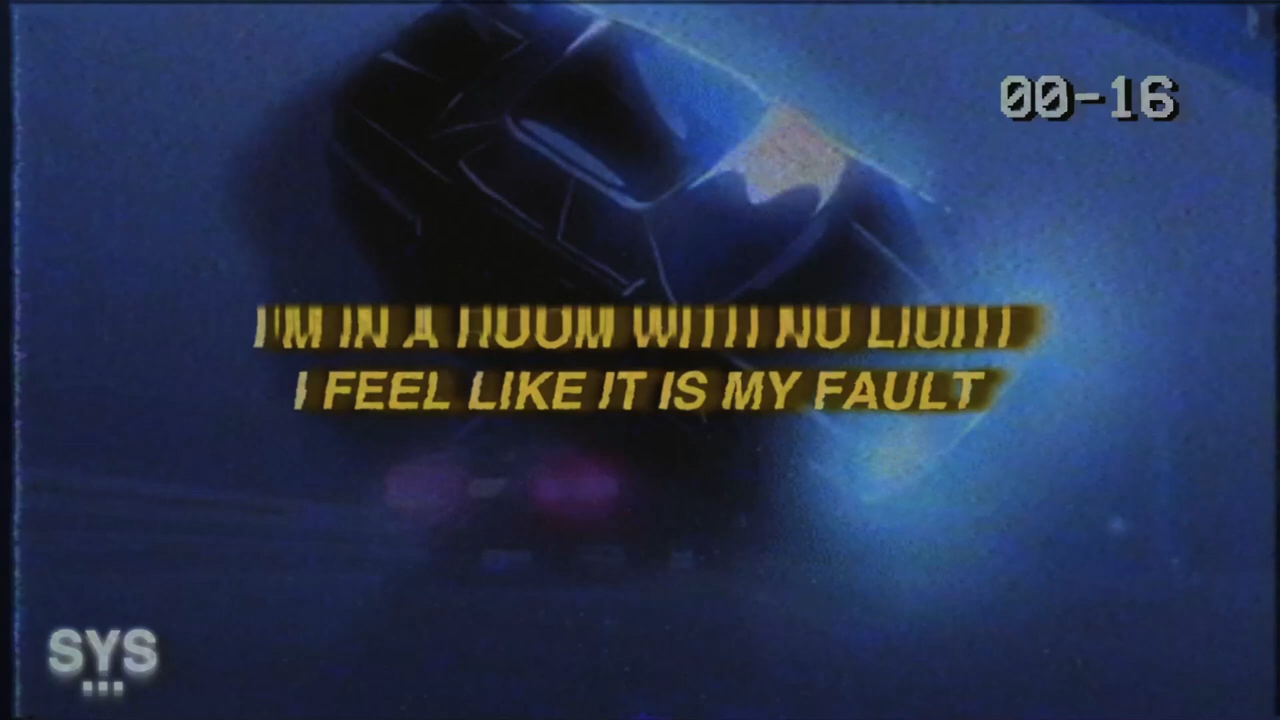 00-16
I'M IN A ROOM WITH NO LIGHT
I FEEL LIKE IT IS MY FAULT
SYS